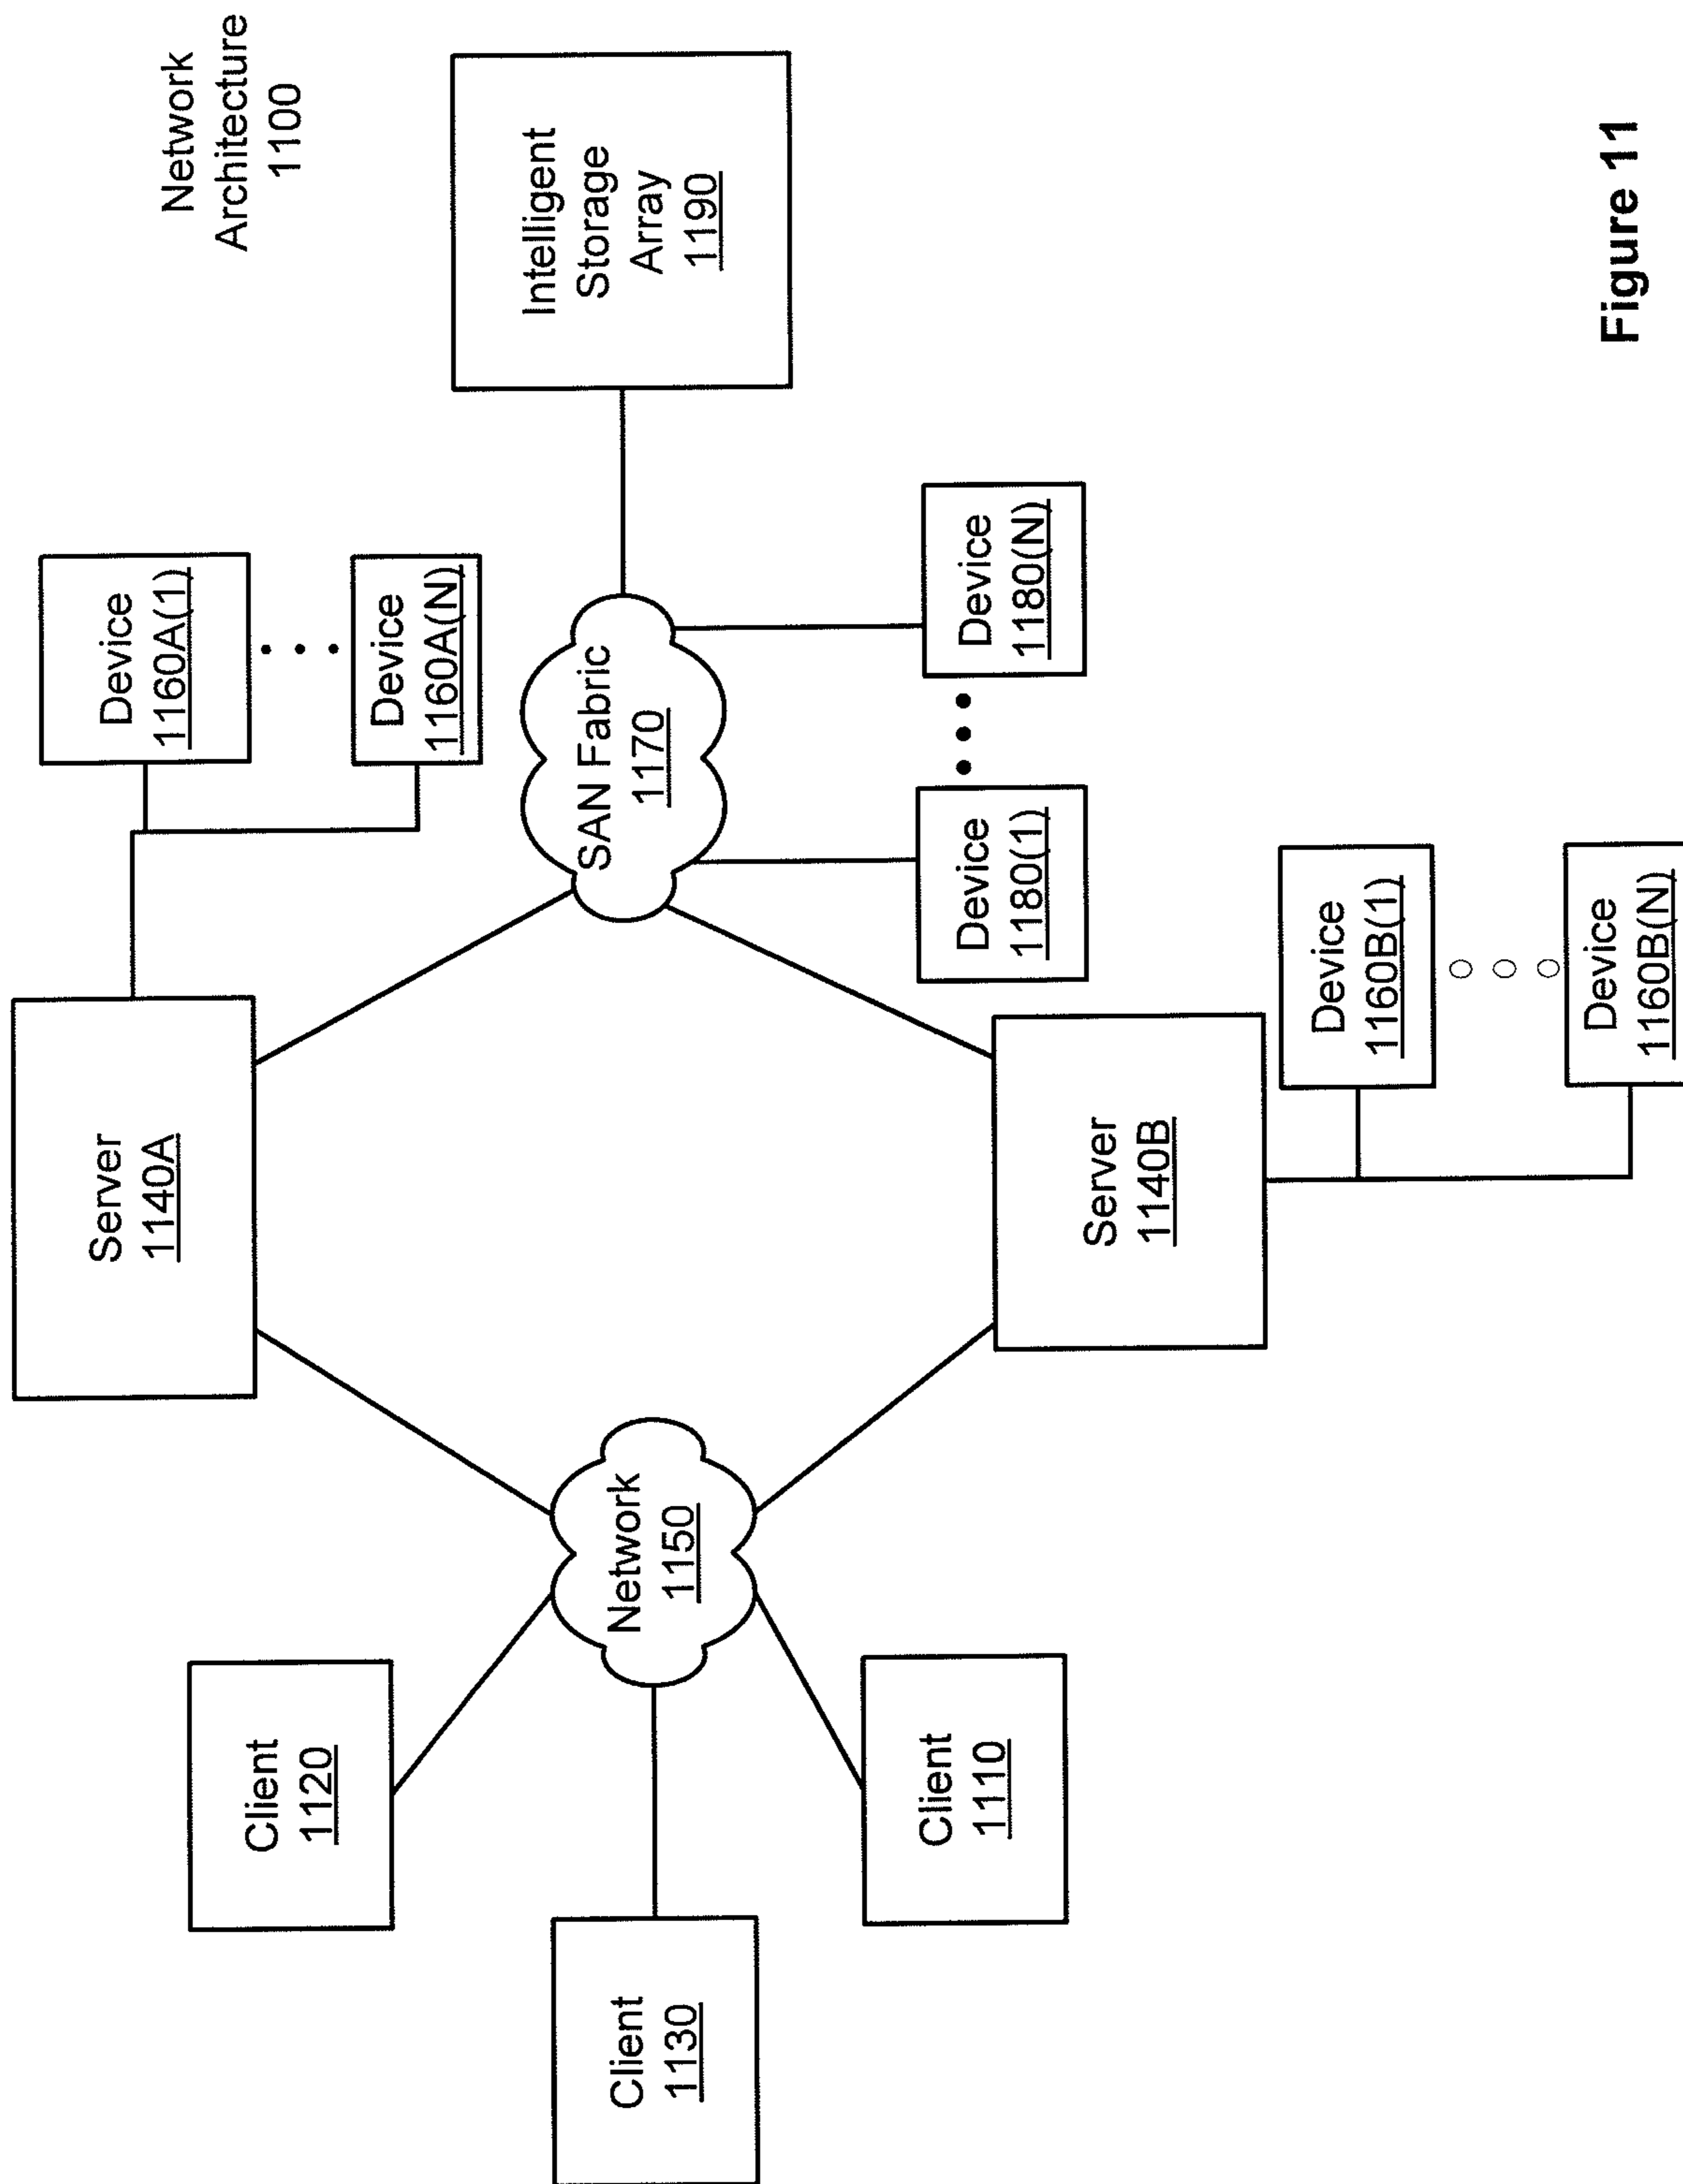 Network
Architecture
1100
Device
1160A(1)
Device
1160A(N)
Server
1140A
Client
1120
Intelligent
Storage
Array
1190
SAN Fabric
1170
Network
1150
Client
1130
Device
1180(1)
Device
1180(N)
Client
1110
Server
1140B
Device
1160B(1)
Device
1160B(N)
Figure 11